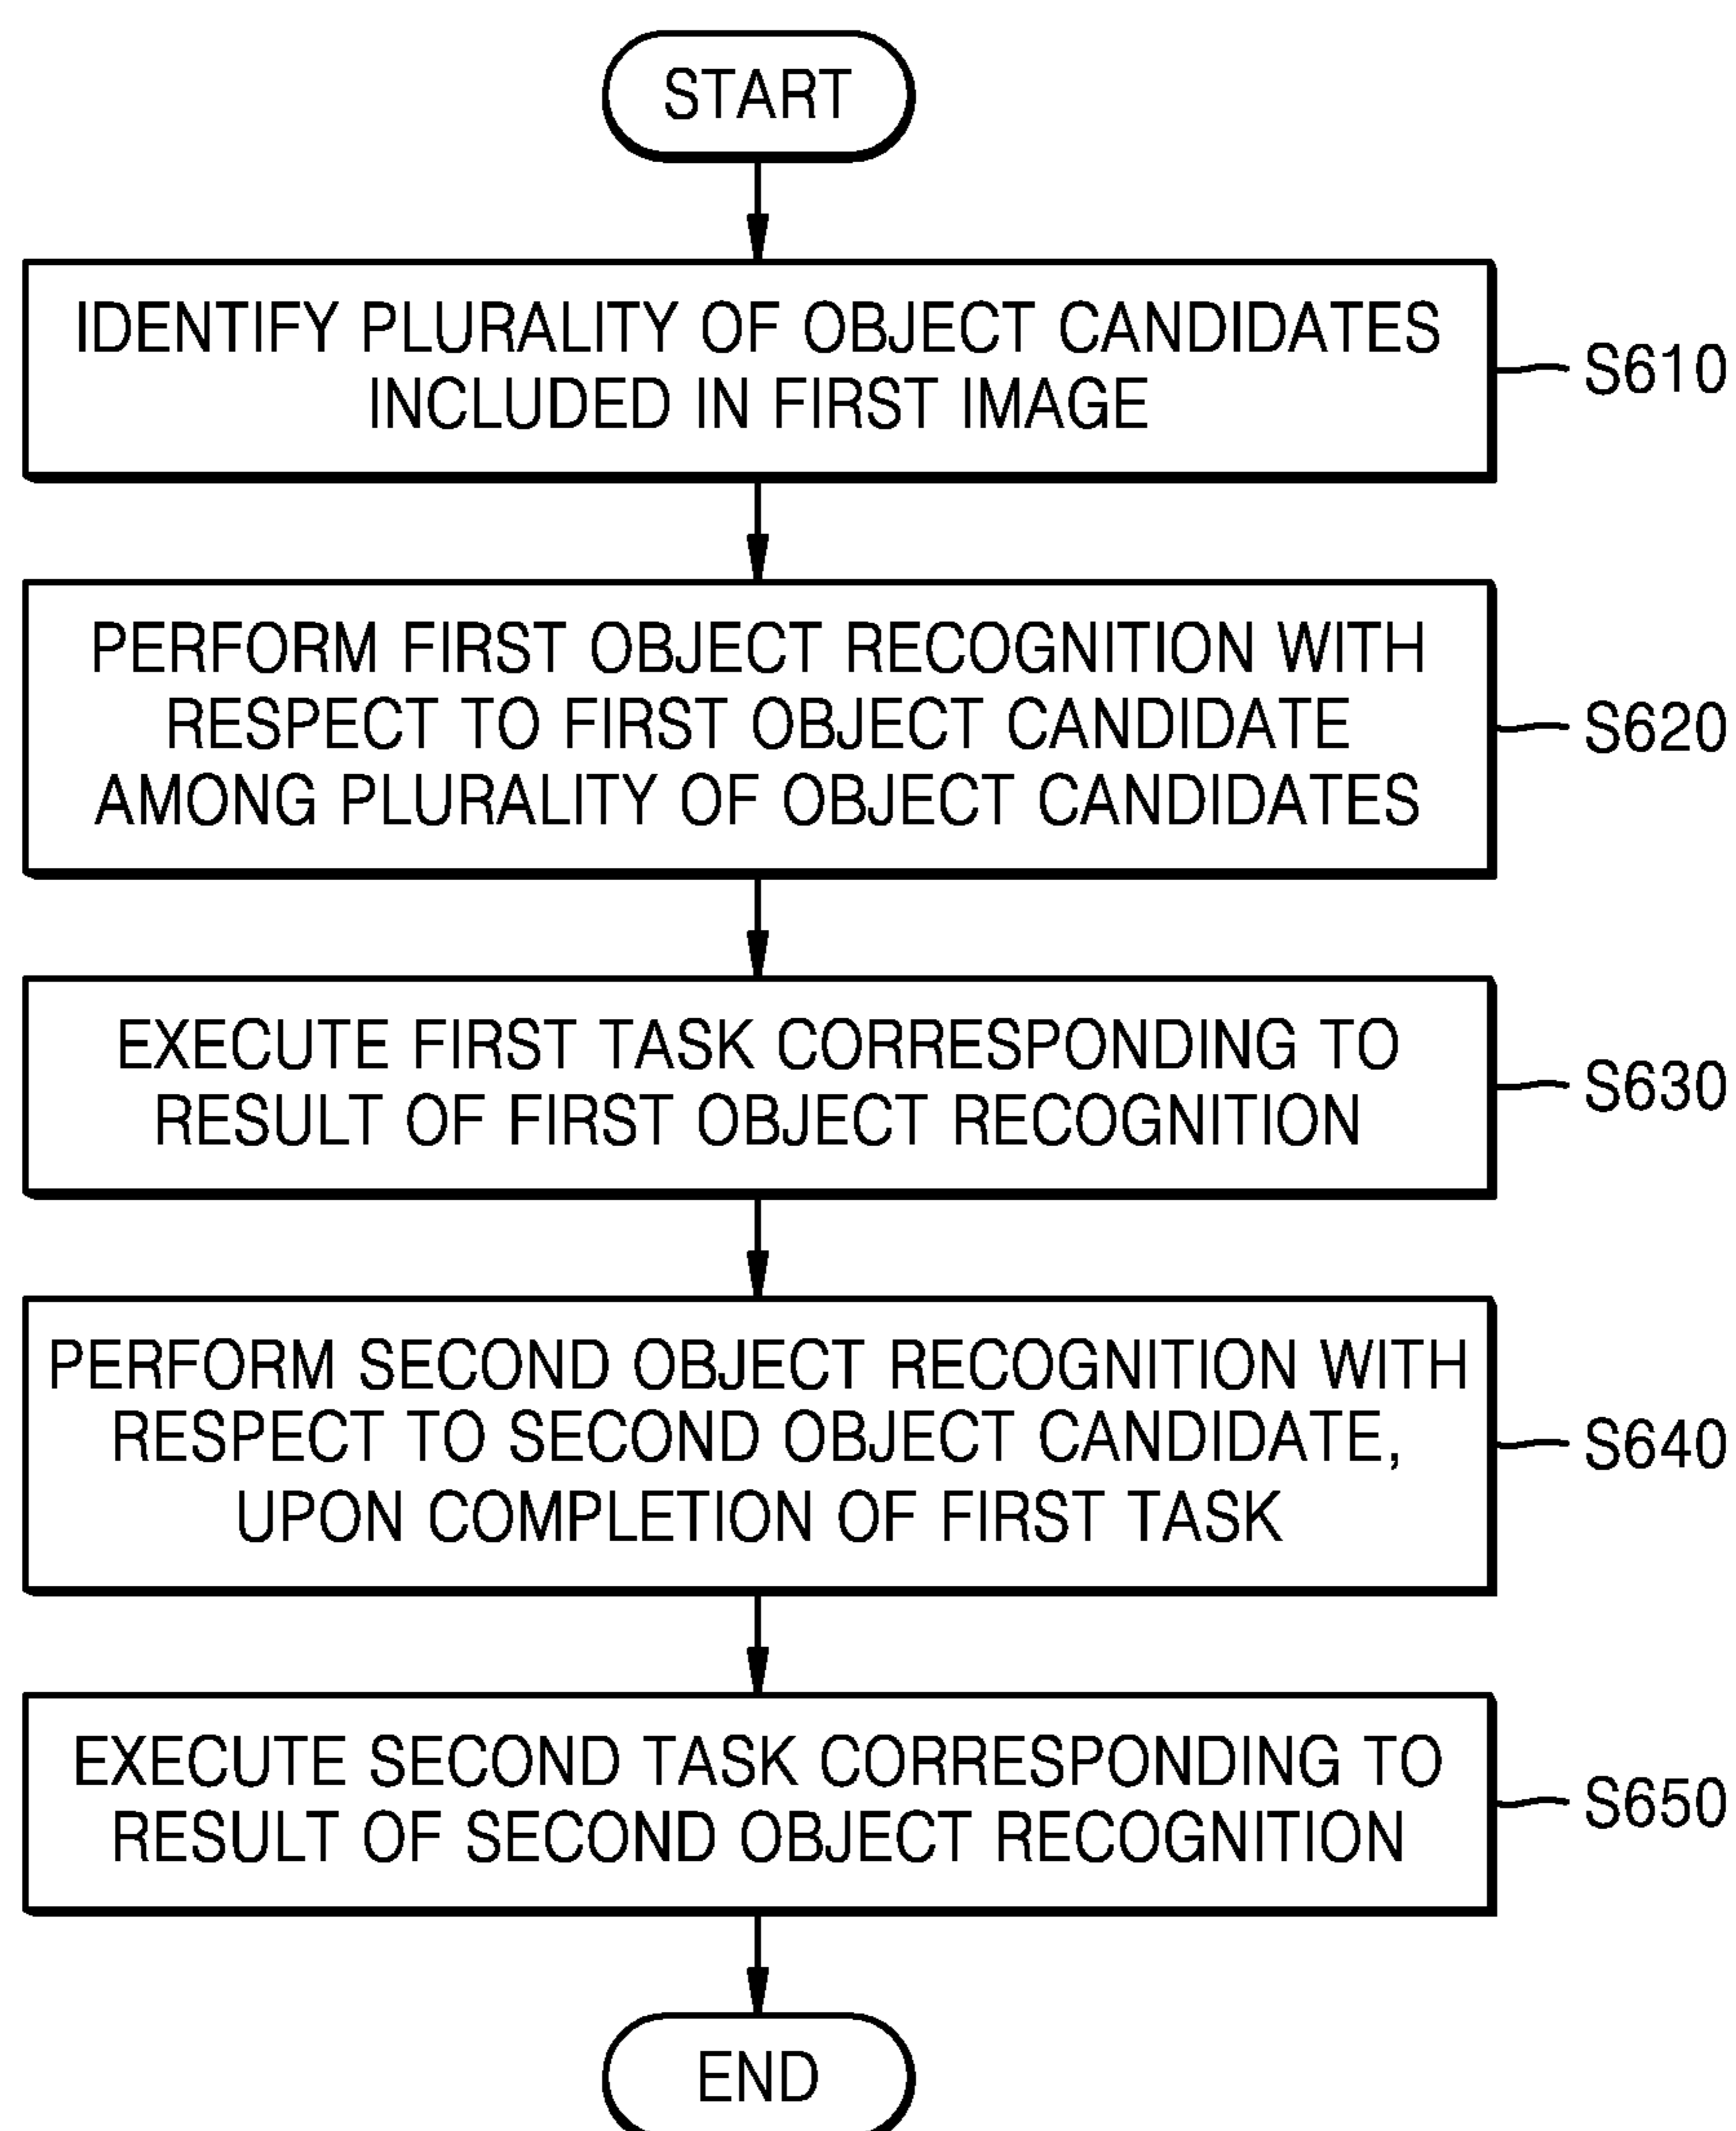 START
IDENTIFY PLURALITY OF OBJECT CANDIDATES
INCLUDED IN FIRST IMAGE
S610
PERFORM FIRST OBJECT RECOGNITION WITH
RESPECT TO FIRST OBJECT CANDIDATE
AMONG PLURALITY OF OBJECT CANDIDATES
S620
EXECUTE FIRST TASK CORRESPONDING TO
RESULT OF FIRST OBJECT RECOGNITION
S630
PERFORM SECOND OBJECT RECOGNITION WITH
RESPECT TO SECOND OBJECT CANDIDATE,
UPON COMPLETION OF FIRST TASK
S640
EXECUTE SECOND TASK CORRESPONDING TO
RESULT OF SECOND OBJECT RECOGNITION
S650
END